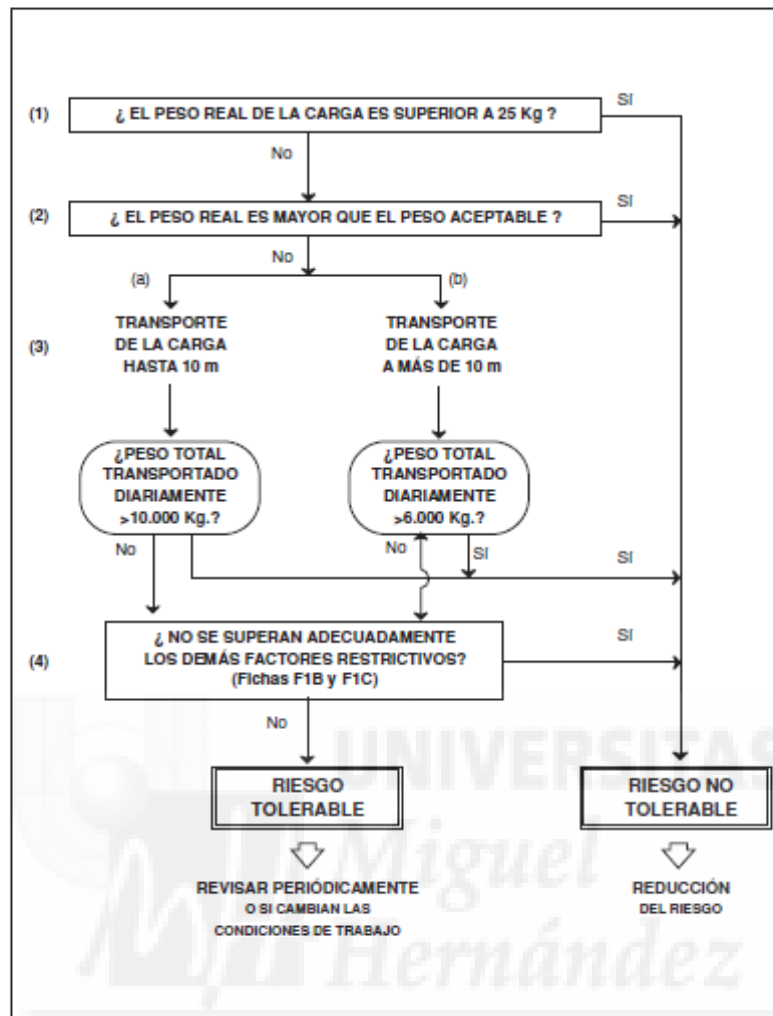 (1)
¿ EL PESO REAL DE LA CARGA ES SUPERIOR A 25 Kg ?
SÍ
No
(2)
¿ EL PESO REAL ES MAYOR QUE EL PESO ACEPTABLE ?
SÍ
No
(a)
(b)
(3)
TRANSPORTE
DE LA CARGA
HASTA 10 m
TRANSPORTE
DE LA CARGA
A MÁS DE 10 m
¿PESO TOTAL
TRANSPORTADO
DIARIAMENTE
>10.000 Kg.?
¿PESO TOTAL
TRANSPORTADO
DIARIAMENTE
>6.000 Kg.?
No
No
SÍ
SÍ
(4)
¿ NO SE SUPERAN ADECUADAMENTE
LOS DEMÁS FACTORES RESTRICTIVOS?
(Fichas F1B y F1C)
SÍ
No
RIESGO
TOLERABLE
RIESGO NO
TOLERABLE
REVISAR PERIÓDICAMENTE
O SI CAMBIAN LAS
CONDICIONES DE TRABAJO
REDUCCIÓN
DEL RIESGO
UNIVERSITAS
Miguel
Hernández